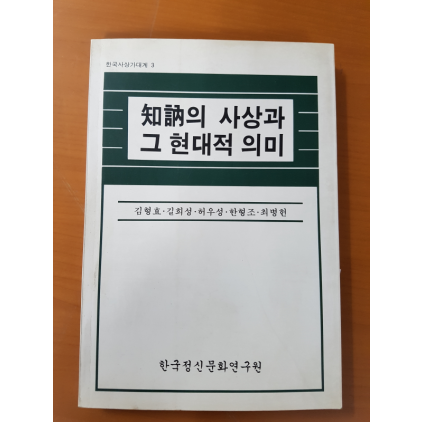 한국사상가대계 3
知訥의 사상과
그 현대적 의미
김형효·길희성·허우성·한형조·최병헌
한국정신문화연구원